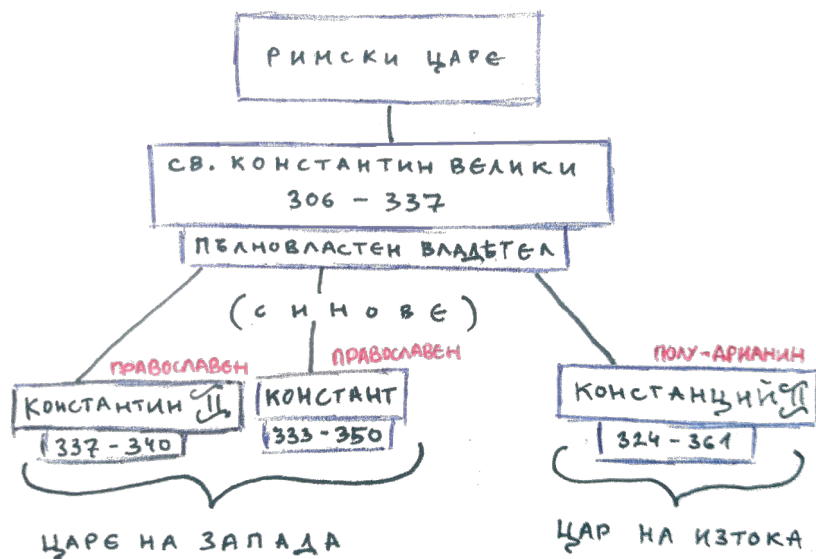 РИМСКИ ЦАРЕ
СВ. КОНСТАНТИН ВЕЛИКИ
306 – 337
ПЪЛНОВЛАСТЕН ВЛАДѢТЕЛ
(СИНОВЕ)
ПРАВОСЛАВЕН
КОНСТАНТИН II
337 – 340
ПРАВОСЛАВЕН
КОНСТАНТ
333 – 350
ПОЛУ-АРИАНИН
КОНСТАНЦИЙ II
324 – 361
ЦАРЕ НА ЗАПАДА
ЦАР НА ИЗТОКА